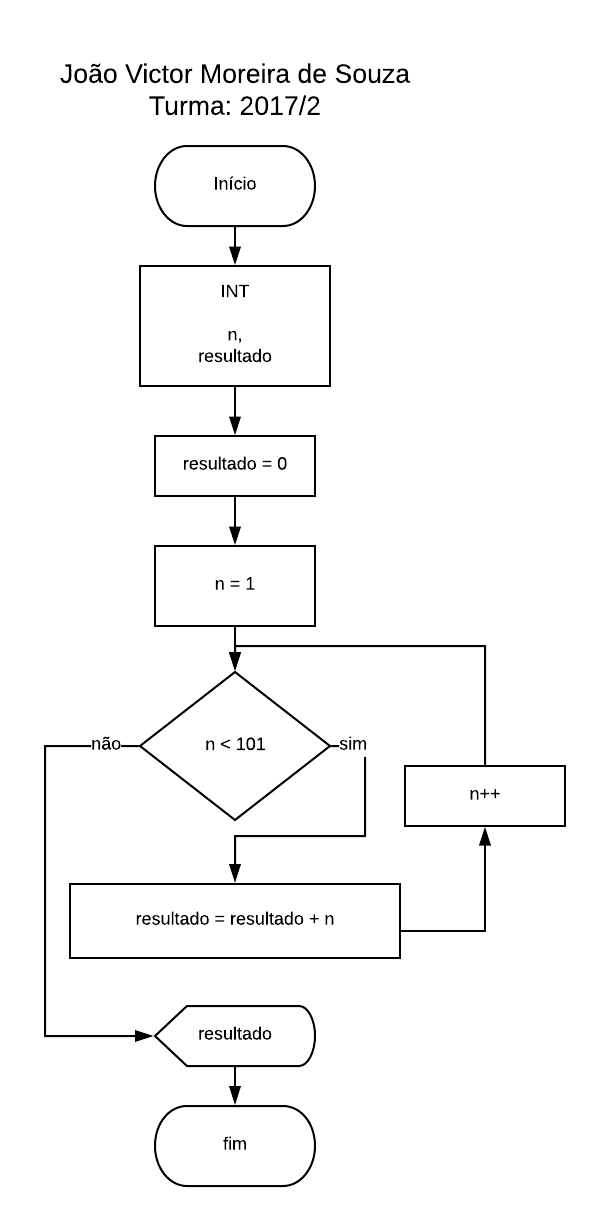 João Victor Moreira de Souza
Turma: 2017/2
Início
INT
n,
resultado
resultado = 0
n = 1
n < 101
não
sim
n++
resultado = resultado + n
resultado
fim